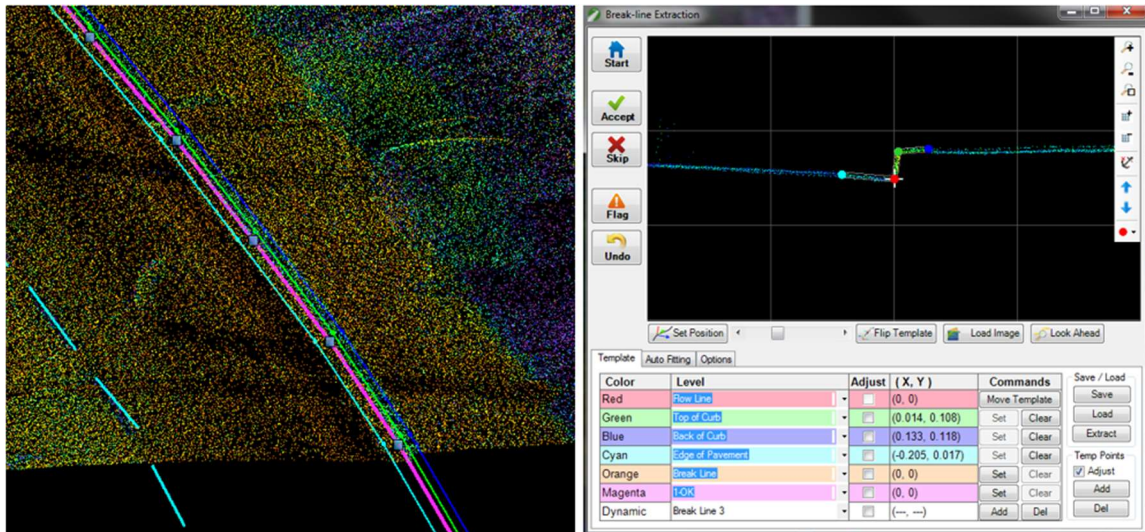 Break-line Extraction
Start
Accept
Skip
Flag
Undo
Set Position
Flip Template
Load Image
Look Ahead
Template Auto Fitting Options
Color Level Adjust ( X, Y ) Commands
Red Flow Line (0, 0) Move Template
Green Top of Curb (0.014, 0.108) Set Clear
Blue Back of Curb (0.133, 0.118) Set Clear
Cyan Edge of Pavement (-0.205, 0.017) Set Clear
Orange Break Line (0, 0) Set Clear
Magenta 1-OK (0, 0) Set Clear
Dynamic Break Line 3 (---, ---) Add Del
Save / Load
Save
Load
Extract
Temp Points
Adjust
Add
Del